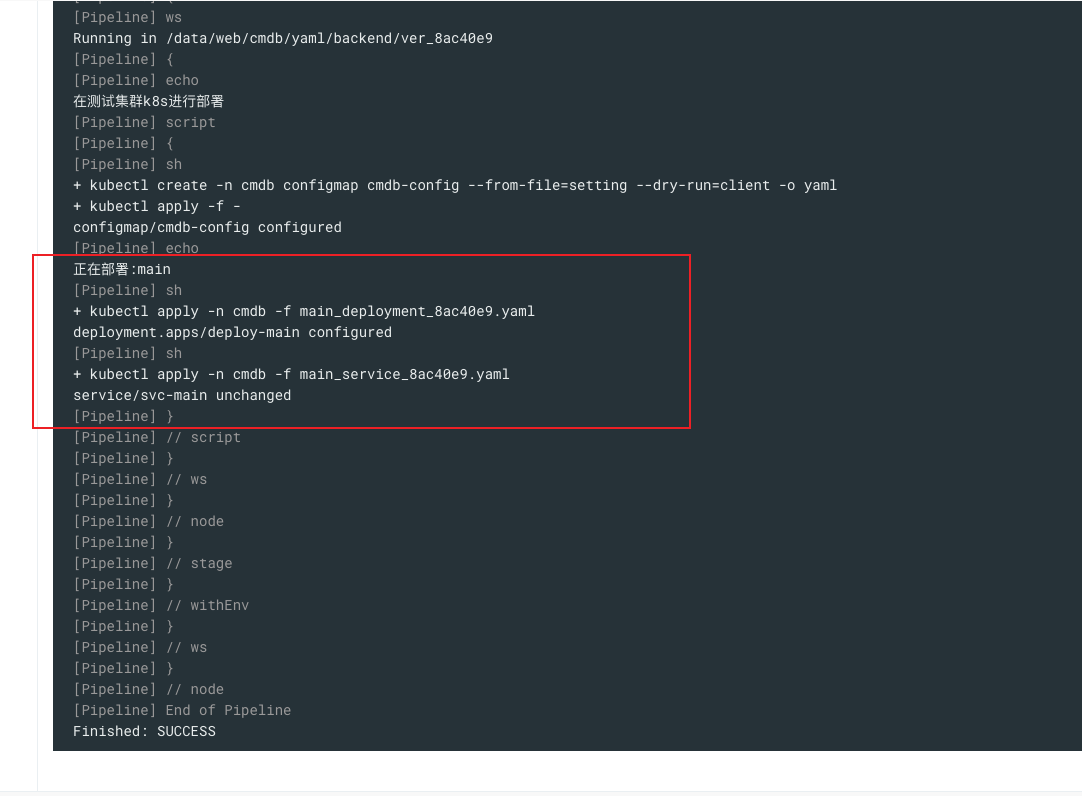 [Pipeline] ws
Running in /data/web/cmdb/yaml/backend/ver_8ac40e9
[Pipeline] {
[Pipeline] echo
在测试集群k8s进行部署
[Pipeline] script
[Pipeline] {
[Pipeline] sh
+ kubectl create -n cmdb configmap cmdb-config --from-file=setting --dry-run=client -o yaml
+ kubectl apply -f -
configmap/cmdb-config configured
[Pipeline] echo
正在部署:main
[Pipeline] sh
+ kubectl apply -n cmdb -f main_deployment_8ac40e9.yaml
deployment.apps/deploy-main configured
[Pipeline] sh
+ kubectl apply -n cmdb -f main_service_8ac40e9.yaml
service/svc-main unchanged
[Pipeline] }
[Pipeline] // script
[Pipeline] }
[Pipeline] // ws
[Pipeline] }
[Pipeline] // node
[Pipeline] }
[Pipeline] // stage
[Pipeline] }
[Pipeline] // withEnv
[Pipeline] }
[Pipeline] // ws
[Pipeline] }
[Pipeline] // node
[Pipeline] End of Pipeline
Finished: SUCCESS